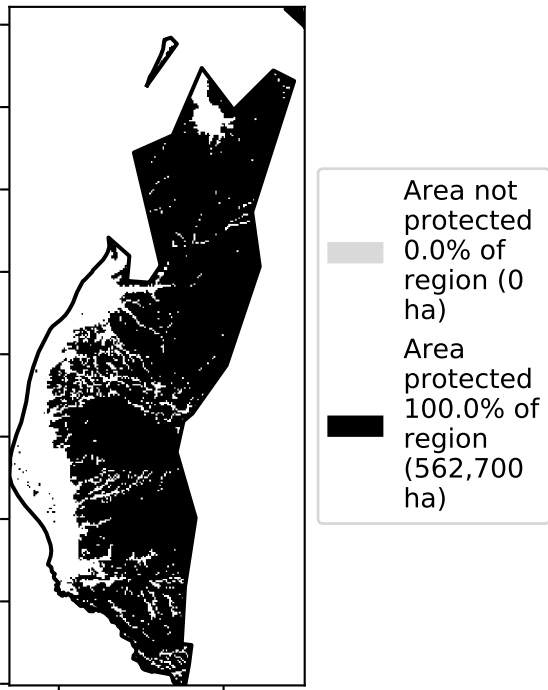 Area not
protected
0.0% of
region (0
ha)
Area
protected
100.0% of
region
(562,700
ha)